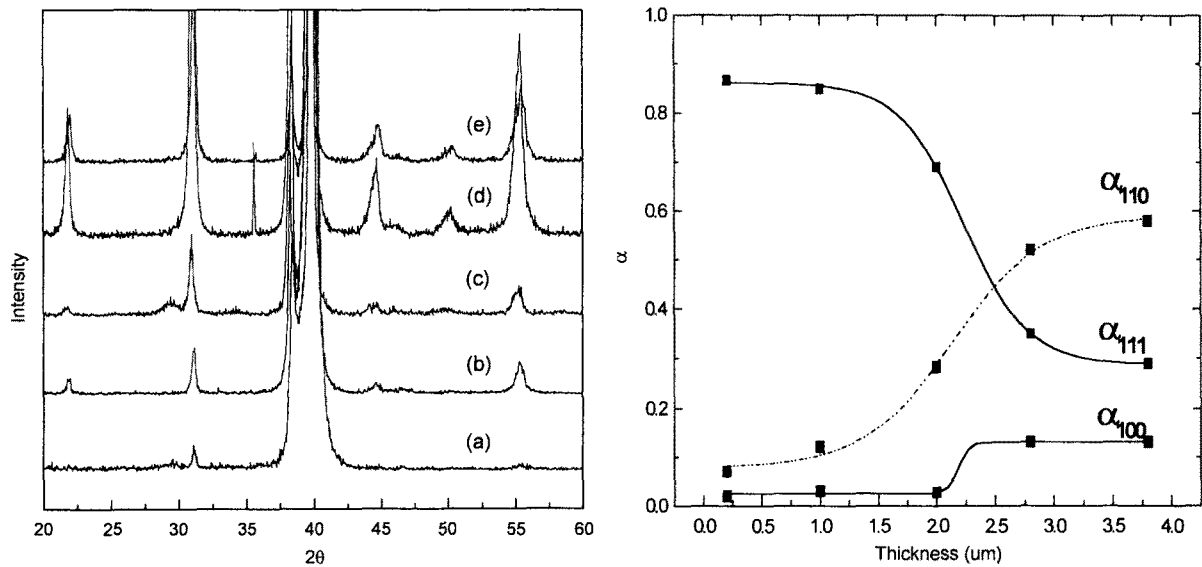 Intensity
(e)
(d)
(c)
(b)
(a)
20 25 30 35 40 45 50 55 60
2θ
α
1.0
0.8
0.6
0.4
0.2
0.0
α110
α111
α100
0.0 0.5 1.0 1.5 2.0 2.5 3.0 3.5 4.0
Thickness (um)